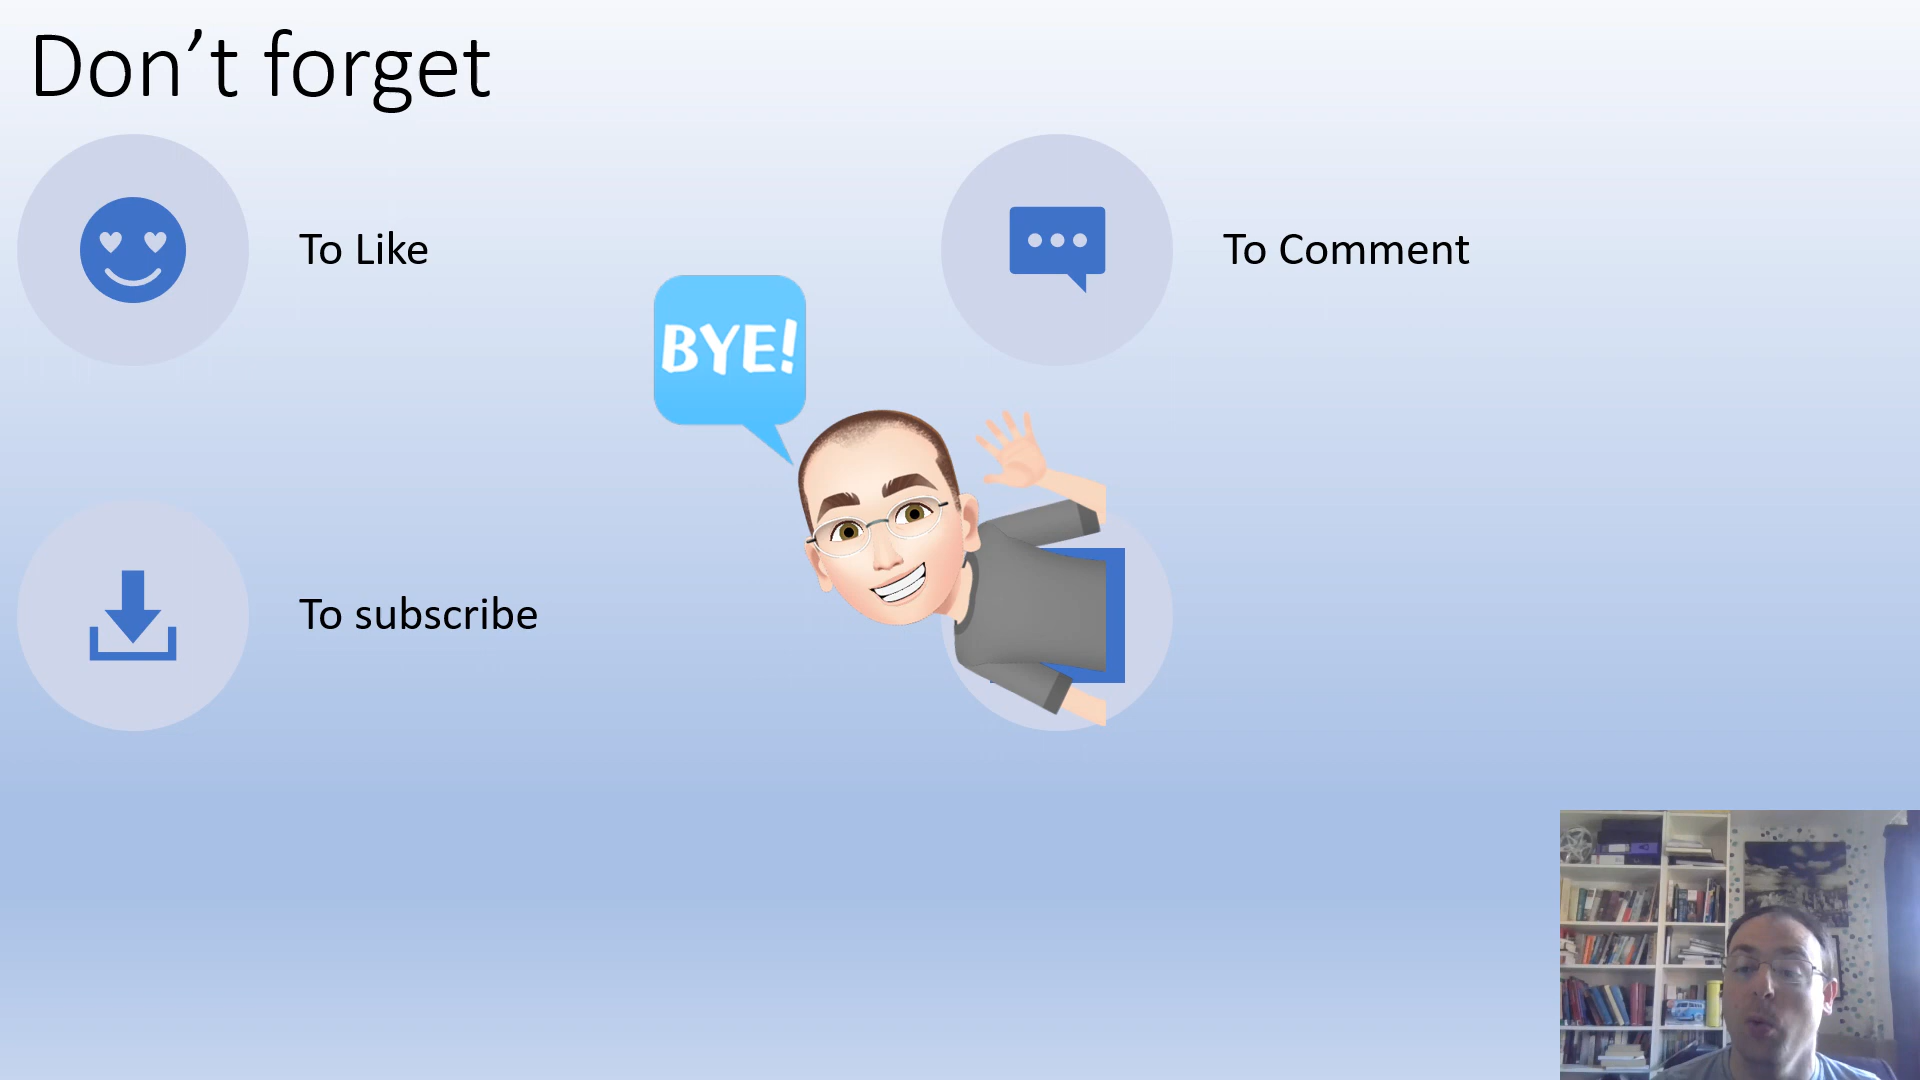 Don’t forget
To Like
To Comment
BYE!
To subscribe